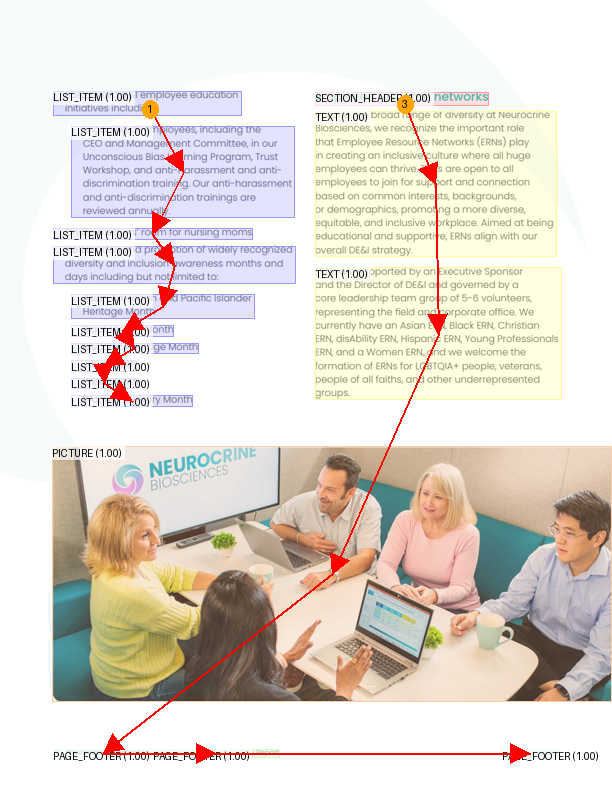 LIST_ITEM (1.00) employee education
initiatives
LIST_ITEM (1.00) including the
CEO and Management Committee, in our
Unconscious Bias Learning Program, Trust
Workshop, and anti-harassment and anti-
discrimination training. Our anti-harassment
and anti-discrimination trainings are
reviewed annually.
LIST_ITEM (1.00) room for nursing moms
LIST_ITEM (1.00) of widely recognized
diversity and inclusion awareness months and
days including but not limited to:
LIST_ITEM (1.00) and Pacific Islander
Heritage Month
LIST_ITEM (1.00)
LIST_ITEM (1.00) Month
LIST_ITEM (1.00)
LIST_ITEM (1.00)
LIST_ITEM (1.00) Month
1
SECTION_HEADER (1.00) networks
3
TEXT (1.00) broad range of diversity at Neurocrine
Biosciences, we recognize the important role
that Employee Resource Networks (ERNs) play
in creating an inclusive culture where all huge
employees can thrive. are open to all
employees to join for support and connection
based on common interests, backgrounds,
or demographics, promoting a more diverse,
equitable, and inclusive workplace. Aimed at being
educational and supportive, ERNs align with our
overall DE&I strategy.
TEXT (1.00) by an Executive Sponsor
and the Director of DE&I and governed by a
core leadership team group of 5-6 volunteers,
representing the field and corporate office. We
currently have an Asian ERN, Black ERN, Christian
ERN, disAbility ERN, Hispanic ERN, Young Professionals
ERN, and a Women ERN, and we welcome the
formation of ERNs for LGBTQIA+ people, veterans,
people of all faiths, and other underrepresented
groups.
PICTURE (1.00)
NEUROCRINE
BIOSCIENCES
PAGE_FOOTER (1.00) PAGE_FOOTER (1.00) Report
PAGE_FOOTER (1.00)